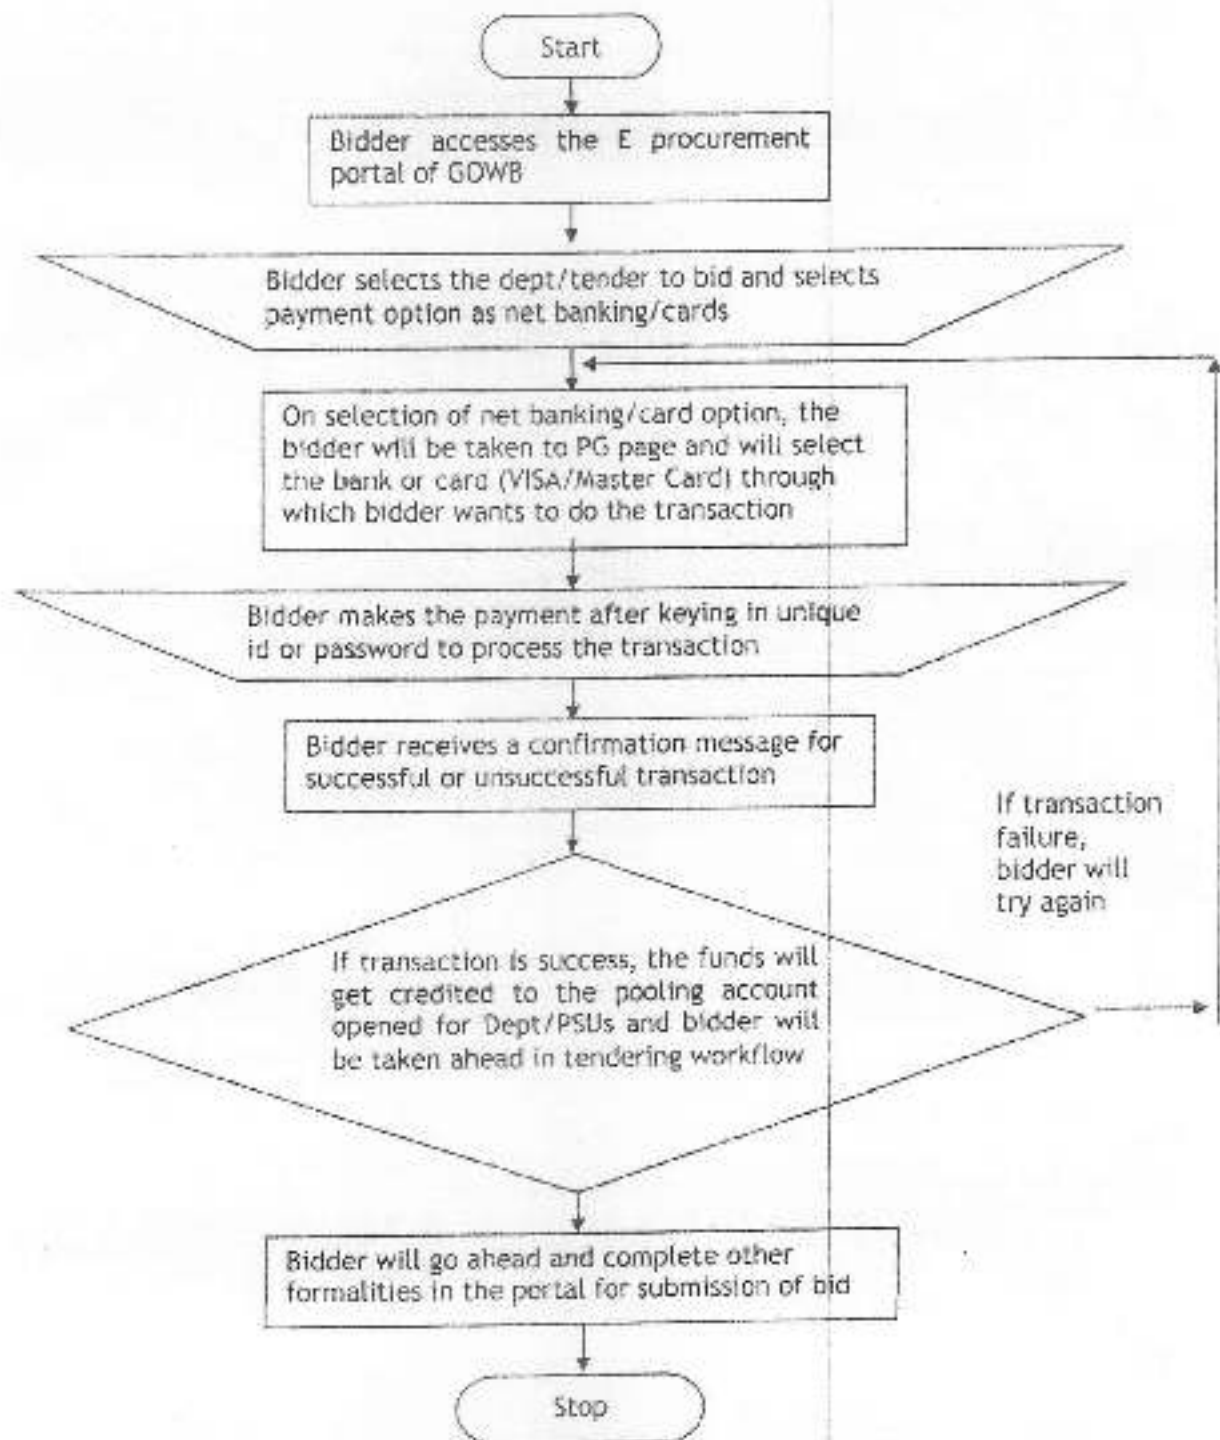 Start
Bidder accesses the E procurement
portal of GOWB
Bidder selects the dept/tender to bid and selects
payment option as net banking/cards
On selection of net banking/card option, the
bidder will be taken to PG page and will select
the bank or card (VISA/Master Card) through
which bidder wants to do the transaction
Bidder makes the payment after keying in unique
id or password to process the transaction
Bidder receives a confirmation message for
successful or unsuccessful transaction
If transaction
failure,
bidder will
try again
If transaction is success, the funds will
get credited to the pooling account
opened for Dept/PSUs and bidder will
be taken ahead in tendering workflow
Bidder will go ahead and complete other
formalities in the portal for submission of bid
Stop